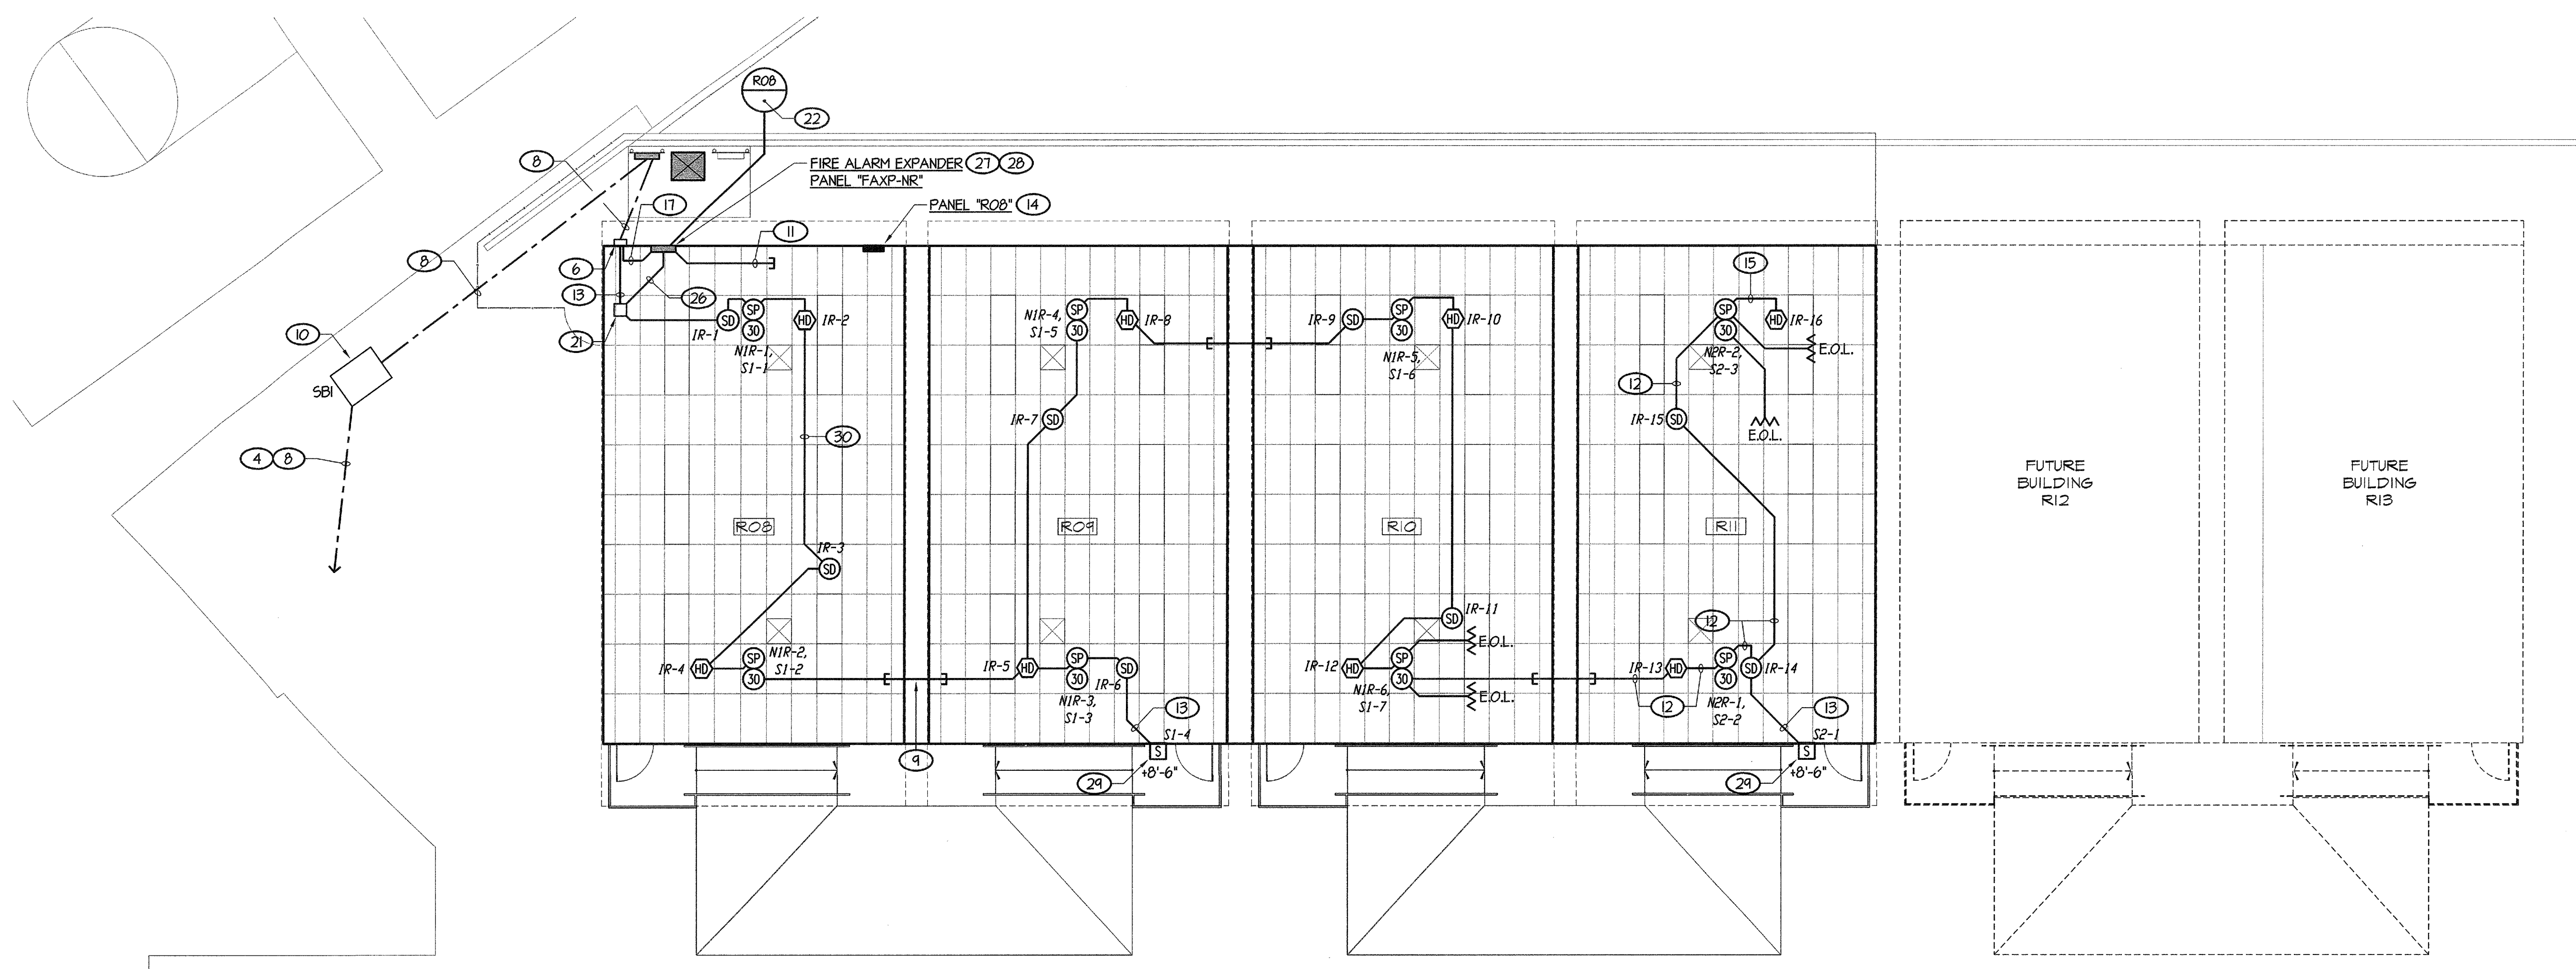 R08
22
8
FIRE ALARM EXPANDER 27 28
PANEL "FAXP-NR"
17
PANEL "R08" 14
11
6
8
13
26
15
10
21
SD
IR-1
SP
30
N1R-1,
S1-1
HD
IR-2
N1R-4,
S1-5
SP
30
HD
IR-8
IR-9
SD
SP
30
N1R-5,
S1-6
HD
IR-10
SP
30
N2R-2,
S2-3
HD
IR-16
E.O.L.
SB1
12
IR-7
SD
IR-15
SD
E.O.L.
30
4 8
FUTURE
BUILDING
R12
FUTURE
BUILDING
R13
R08
R09
R10
R11
IR-3
SD
SD
IR-11
12
E.O.L.
IR-4
HD
SP
30
N1R-2,
S1-2
IR-5
HD
SP
30
N1R-3,
S1-3
IR-6
SD
IR-12
HD
SP
30
N1R-6,
S1-7
E.O.L.
IR-13
HD
SP
30
N2R-1,
S2-2
SD
IR-14
12
13
S1-4
S
+8'-6"
29
9
13
S2-1
S
+8'-6"
29